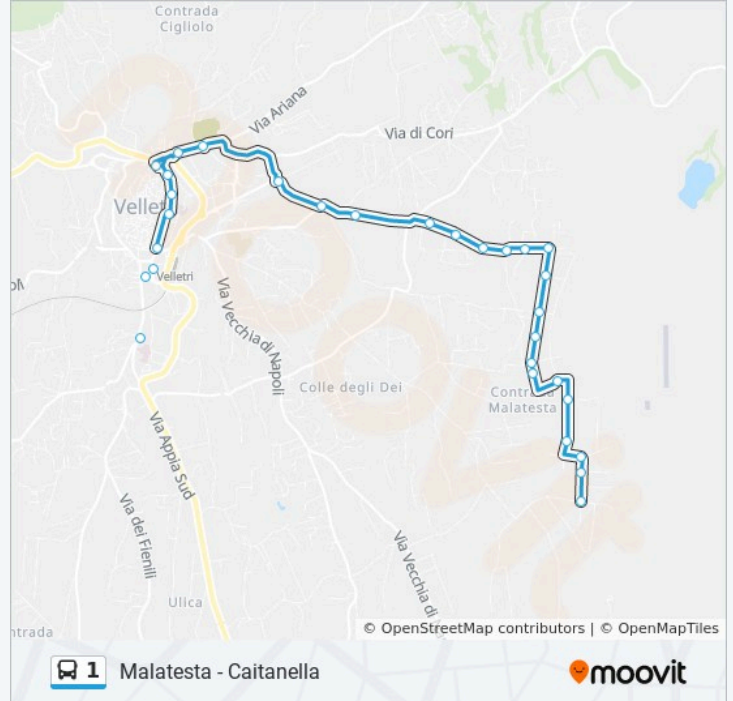 Contrada
Cigliolo
Via Ariana
Via di Cori
Vellet
Velletri
Via Vecchia di Napoli
Colle degli Dei
Malatesta
Via Appia Sud
Via dei Fienili
Via Vecchia di
Ulica
ntrada
© OpenStreetMap contributors | © OpenMapTiles
1 Malatesta - Caitanella
moovit